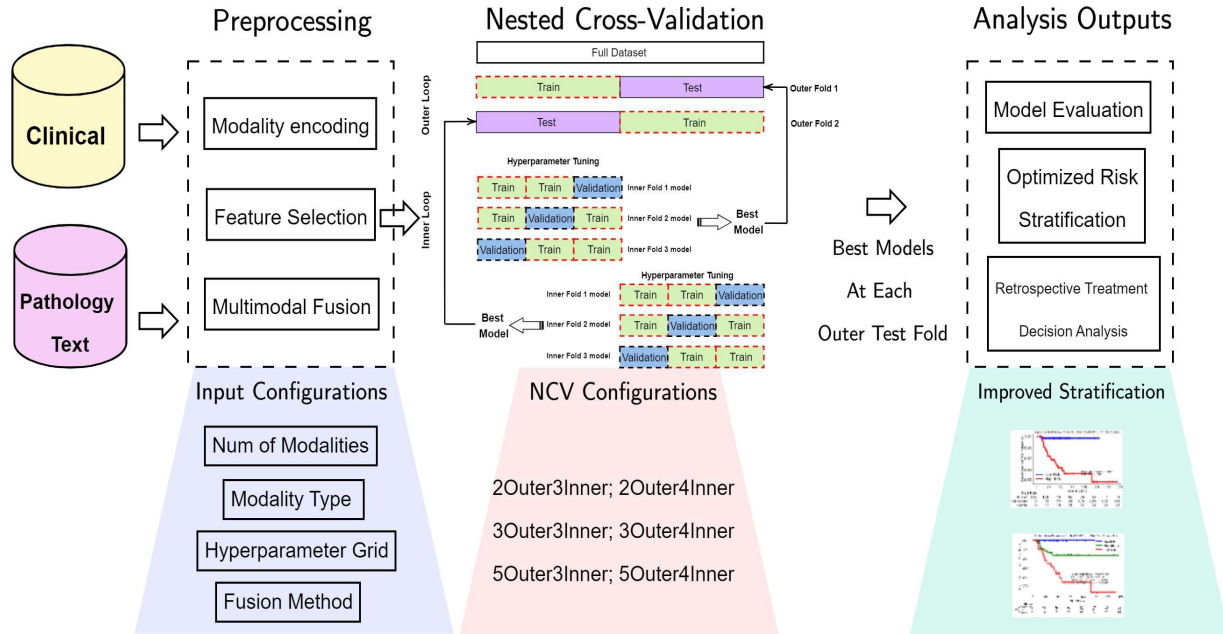 Preprocessing
Nested Cross-Validation
Analysis Outputs
Clinical
Pathology
Text
Modality encoding
Feature Selection
Multimodal Fusion
Outer Loop
Inner Loop
Full Dataset
Train Test
Outer Fold 1
Test Train
Outer Fold 2
Hyperparameter Tuning
Train Train Validation
Inner Fold 1 model
Train Validation Train
Inner Fold 2 model
Validation Train Train
Inner Fold 3 model
Best
Model
Hyperparameter Tuning
Inner Fold 1 model
Train Train Validation
Inner Fold 2 model
Train Validation Train
Inner Fold 3 model
Validation Train Train
Best
Model
Best Models
At Each
Outer Test Fold
Model Evaluation
Optimized Risk
Stratification
Retrospective Treatment
Decision Analysis
Input Configurations
Num of Modalities
Modality Type
Hyperparameter Grid
Fusion Method
NCV Configurations
2Outer3Inner; 2Outer4Inner
3Outer3Inner; 3Outer4Inner
5Outer3Inner; 5Outer4Inner
Improved Stratification